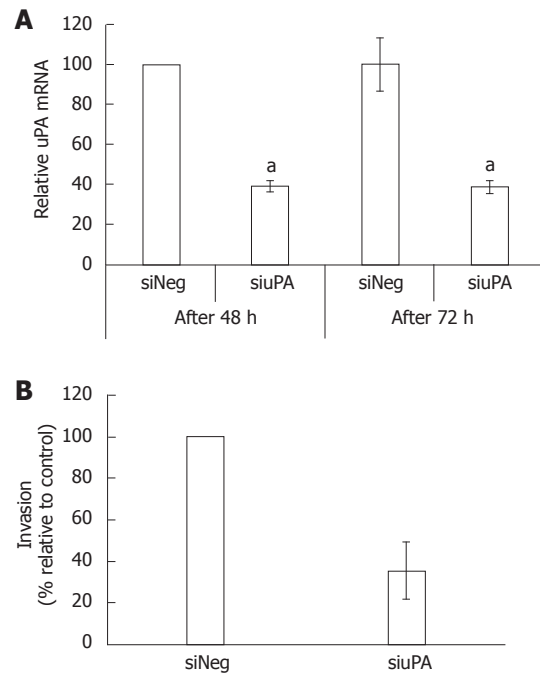 A
Relative uPA mRNA
120
100
80
60
40
20
0
a
a
siNeg
siuPA
siNeg
siuPA
After 48 h
After 72 h
B
Invasion
(% relative to control)
120
100
80
60
40
20
0
siNeg
siuPA